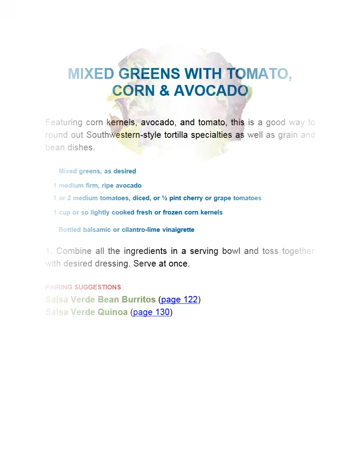 MIXED GREENS WITH TOMATO,
CORN & AVOCADO
Featuring corn kernels, avocado, and tomato, this is a good way to
round out Southwestern-style tortilla specialties as well as grain and
bean dishes.
Mixed greens, as desired
1 medium firm, ripe avocado
1 or 2 medium tomatoes, diced, or ½ pint cherry or grape tomatoes
1 cup or so lightly cooked fresh or frozen corn kernels
Bottled balsamic or cilantro-lime vinaigrette
1. Combine all the ingredients in a serving bowl and toss together
with desired dressing. Serve at once.
PAIRING SUGGESTIONS
Salsa Verde Bean Burritos (page 122)
Salsa Verde Quinoa (page 130)